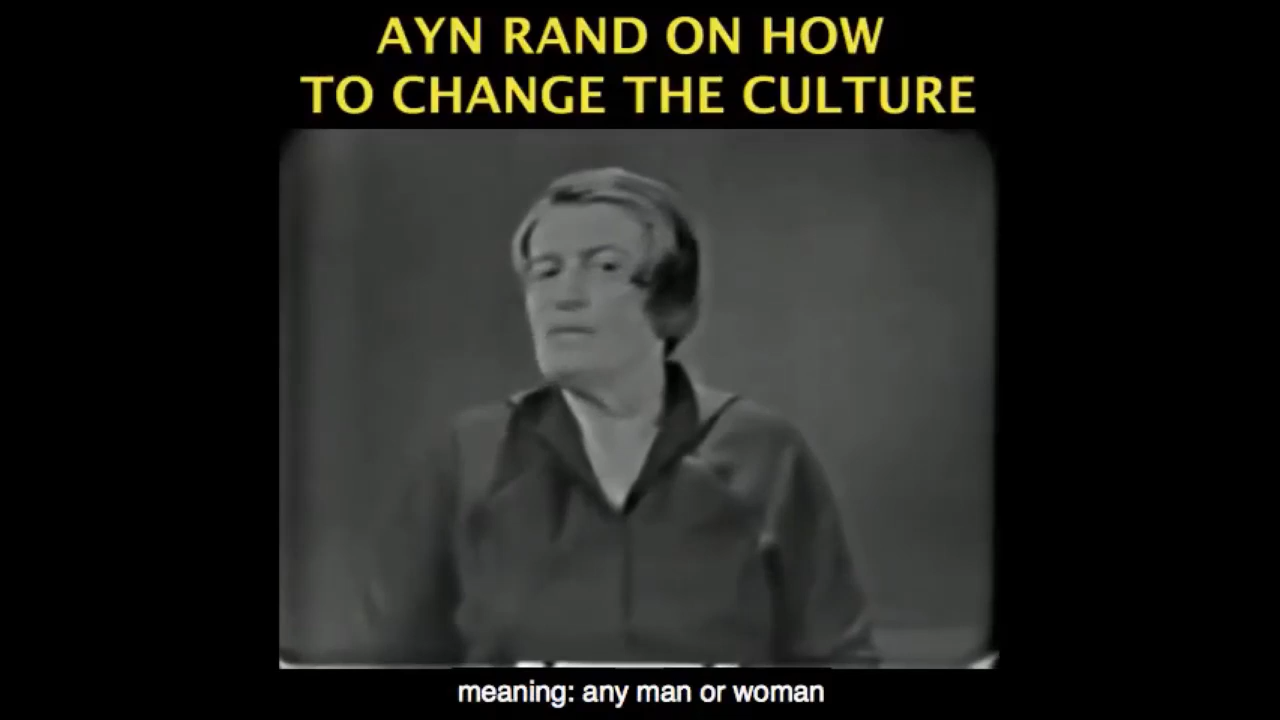 AYN RAND ON HOW
TO CHANGE THE CULTURE
meaning: any man or woman